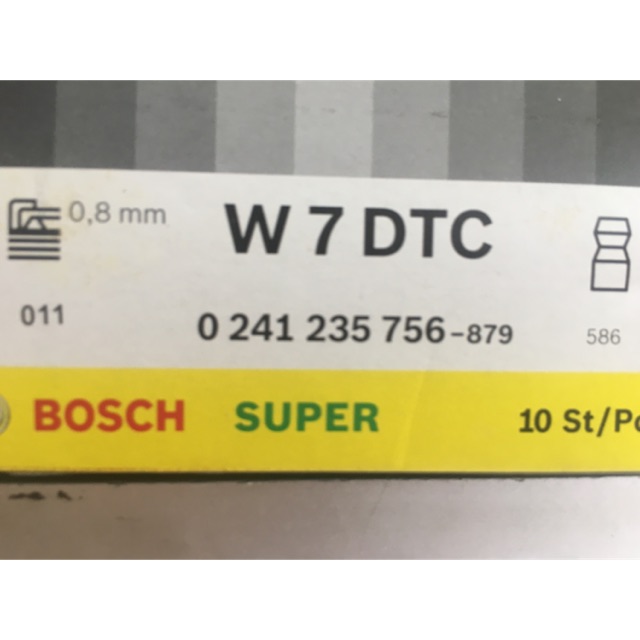 0,8 mm W 7 DTC
011 0 241 235 756-879 586
BOSCH SUPER 10 St/Pc